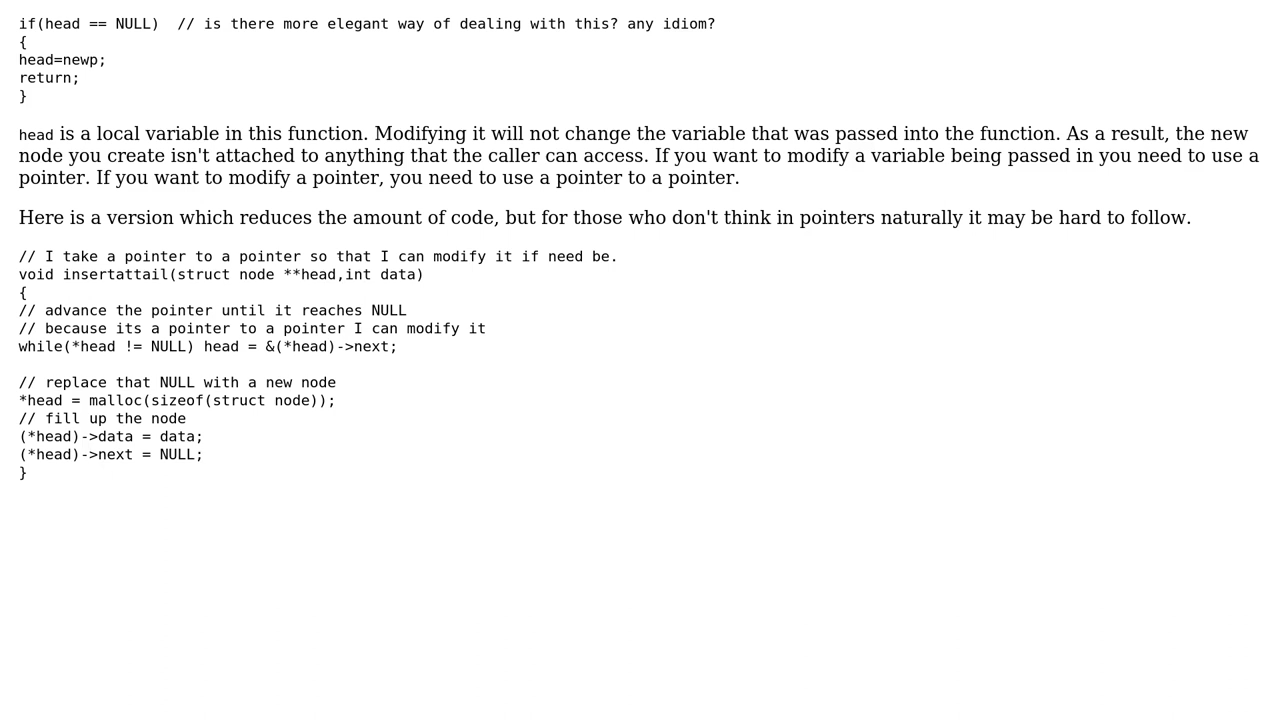 if(head == NULL)  // is there more elegant way of dealing with this? any idiom?
{
head=newp;
return;
}
head is a local variable in this function. Modifying it will not change the variable that was passed into the function. As a result, the new
node you create isn't attached to anything that the caller can access. If you want to modify a variable being passed in you need to use a
pointer. If you want to modify a pointer, you need to use a pointer to a pointer.
Here is a version which reduces the amount of code, but for those who don't think in pointers naturally it may be hard to follow.
// I take a pointer to a pointer so that I can modify it if need be.
void insertattail(struct node **head,int data)
{
// advance the pointer until it reaches NULL
// because its a pointer to a pointer I can modify it
while(*head != NULL) head = &(*head)->next;
// replace that NULL with a new node
*head = malloc(sizeof(struct node));
// fill up the node
(*head)->data = data;
(*head)->next = NULL;
}